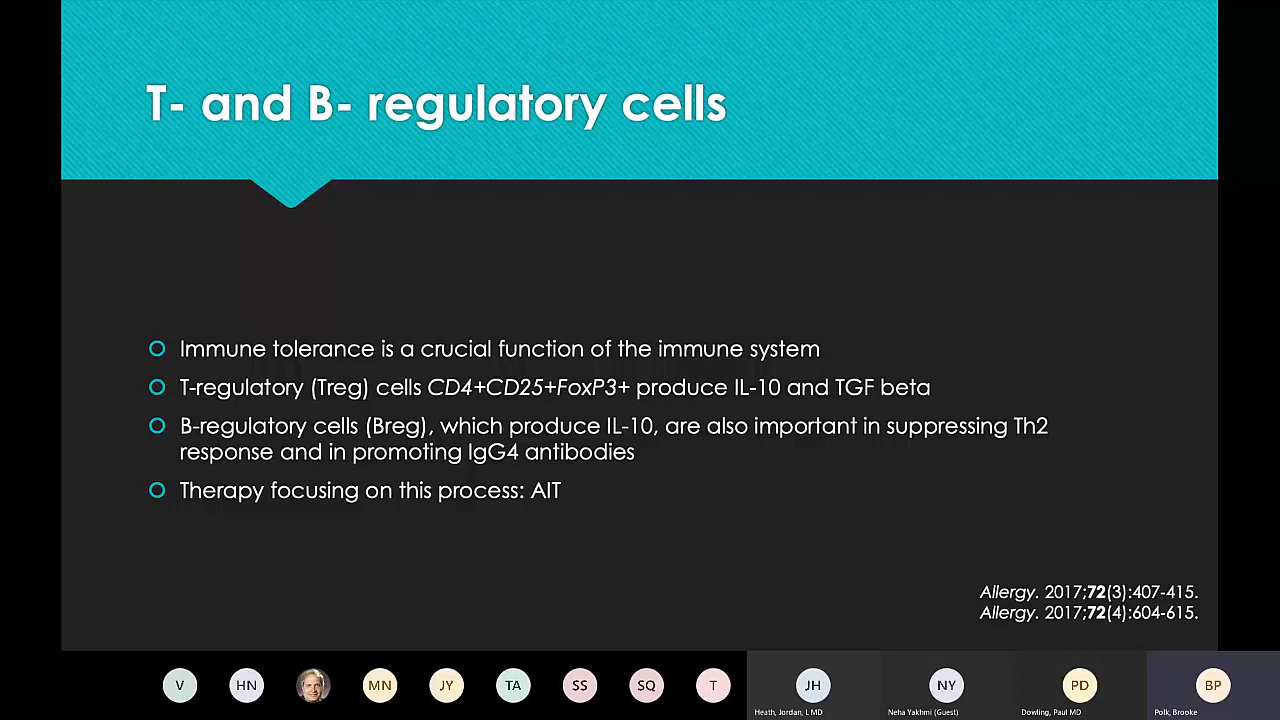 T- and B- regulatory cells
Immune tolerance is a crucial function of the immune system
T-regulatory (Treg) cells CD4+CD25+FoxP3+ produce IL-10 and TGF beta
B-regulatory cells (Breg), which produce IL-10, are also important in suppressing Th2
response and in promoting IgG4 antibodies
Therapy focusing on this process: AIT
Allergy. 2017;72(3):407-415.
Allergy. 2017;72(4):604-615.
V HN MN JY TA SS SQ T JH NY PD BP
Heath, Jordan, L MD Neha Yakhmi (Guest) Dowling, Paul MD Polk, Brooke